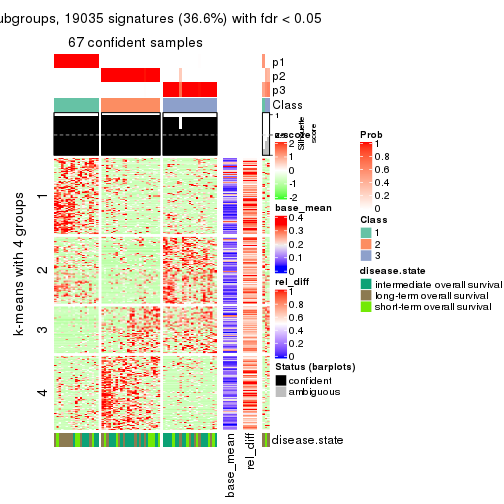 ubgroups, 19035 signatures (36.6%) with fdr < 0.05
67 confident samples
p1
p2
p3
Class
1
Silhouette
score
k-means with 4 groups
1
2
3
4
z-score
2
1
0
-1
-2
base_mean
0.4
0.3
0.2
0.1
0
rel_diff
1
0.8
0.6
0.4
0.2
0
Status (barplots)
confident
ambiguous
Prob
1
0.8
0.6
0.4
0.2
0
Class
1
2
3
disease.state
intermediate overall survival
long-term overall survival
short-term overall survival
disease.state
base_mean
rel_diff